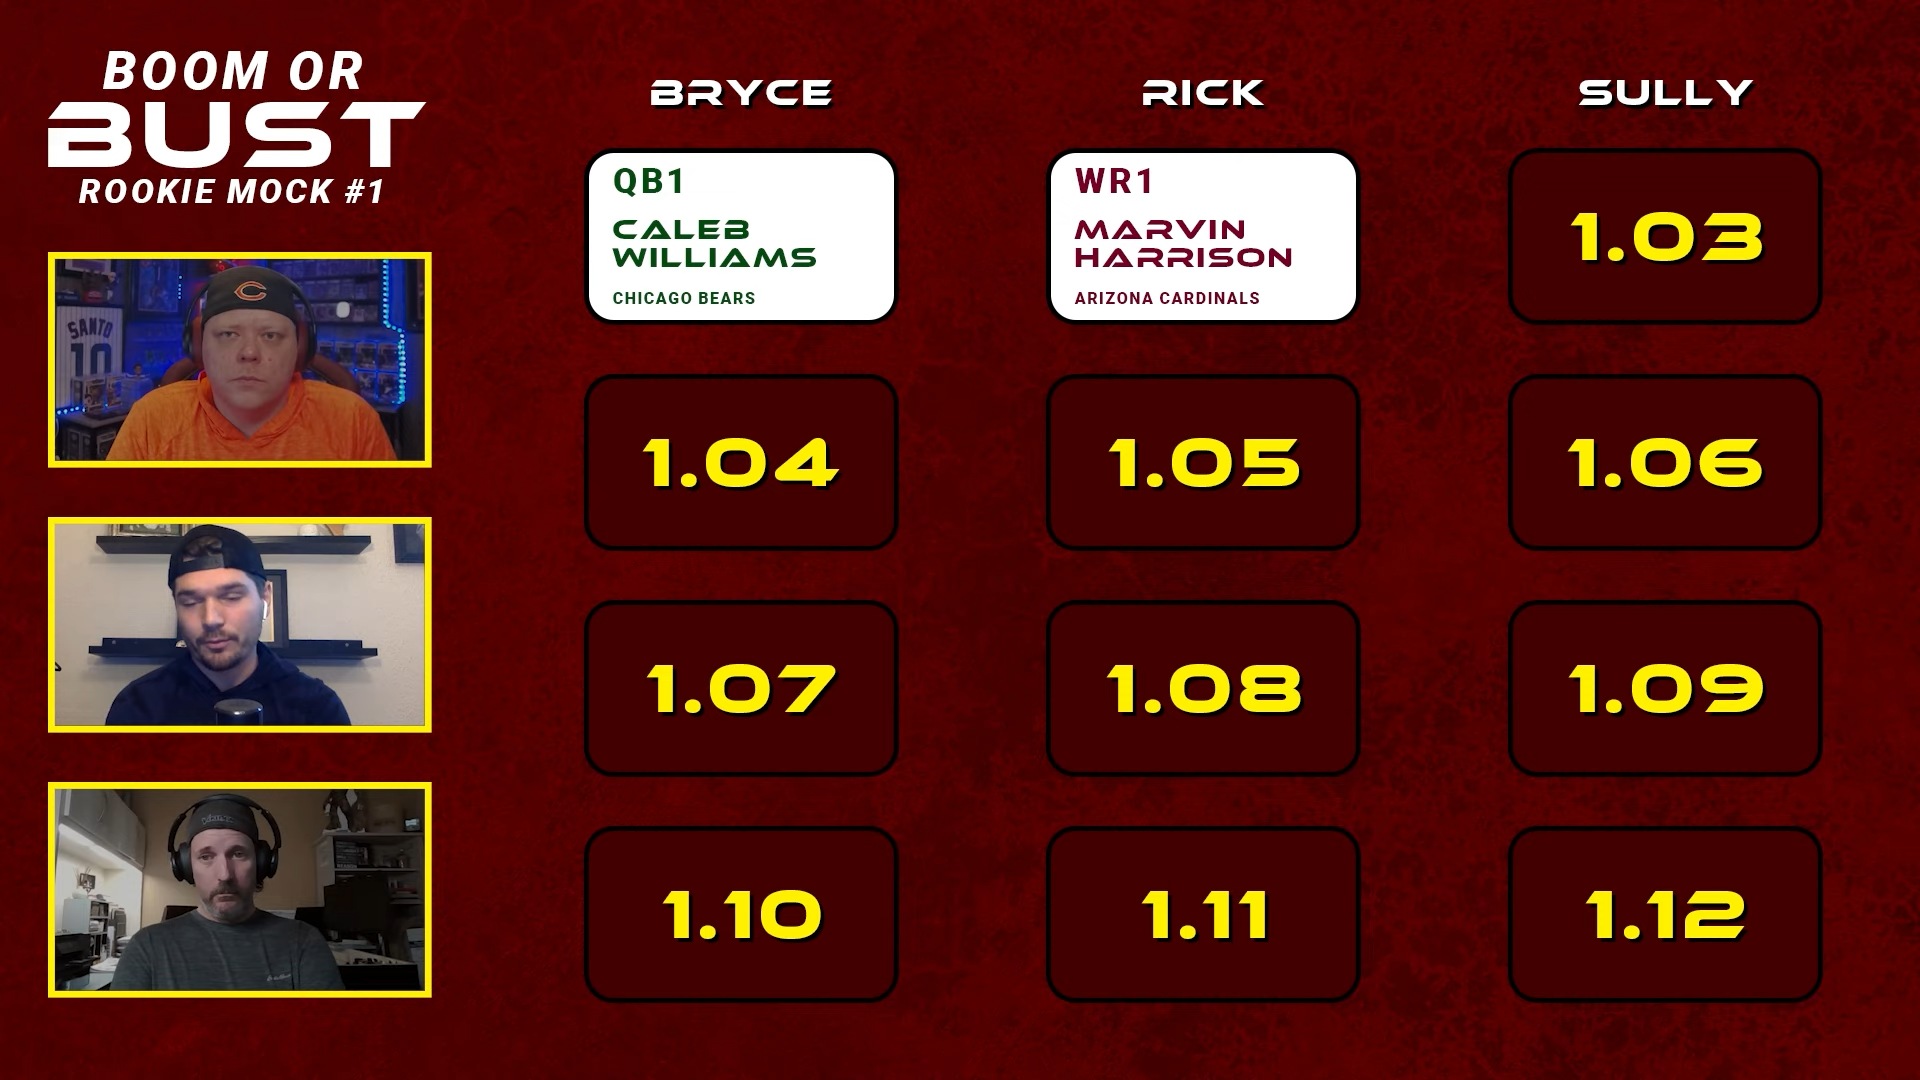 BOOM OR
BUST
ROOKIE MOCK #1
SANTO
10
BRYCE
RICK
SULLY
QB1
CALEB
WILLIAMS
CHICAGO BEARS
WR1
MARVIN
HARRISON
ARIZONA CARDINALS
1.03
1.04
1.05
1.06
1.07
1.08
1.09
1.10
1.11
1.12